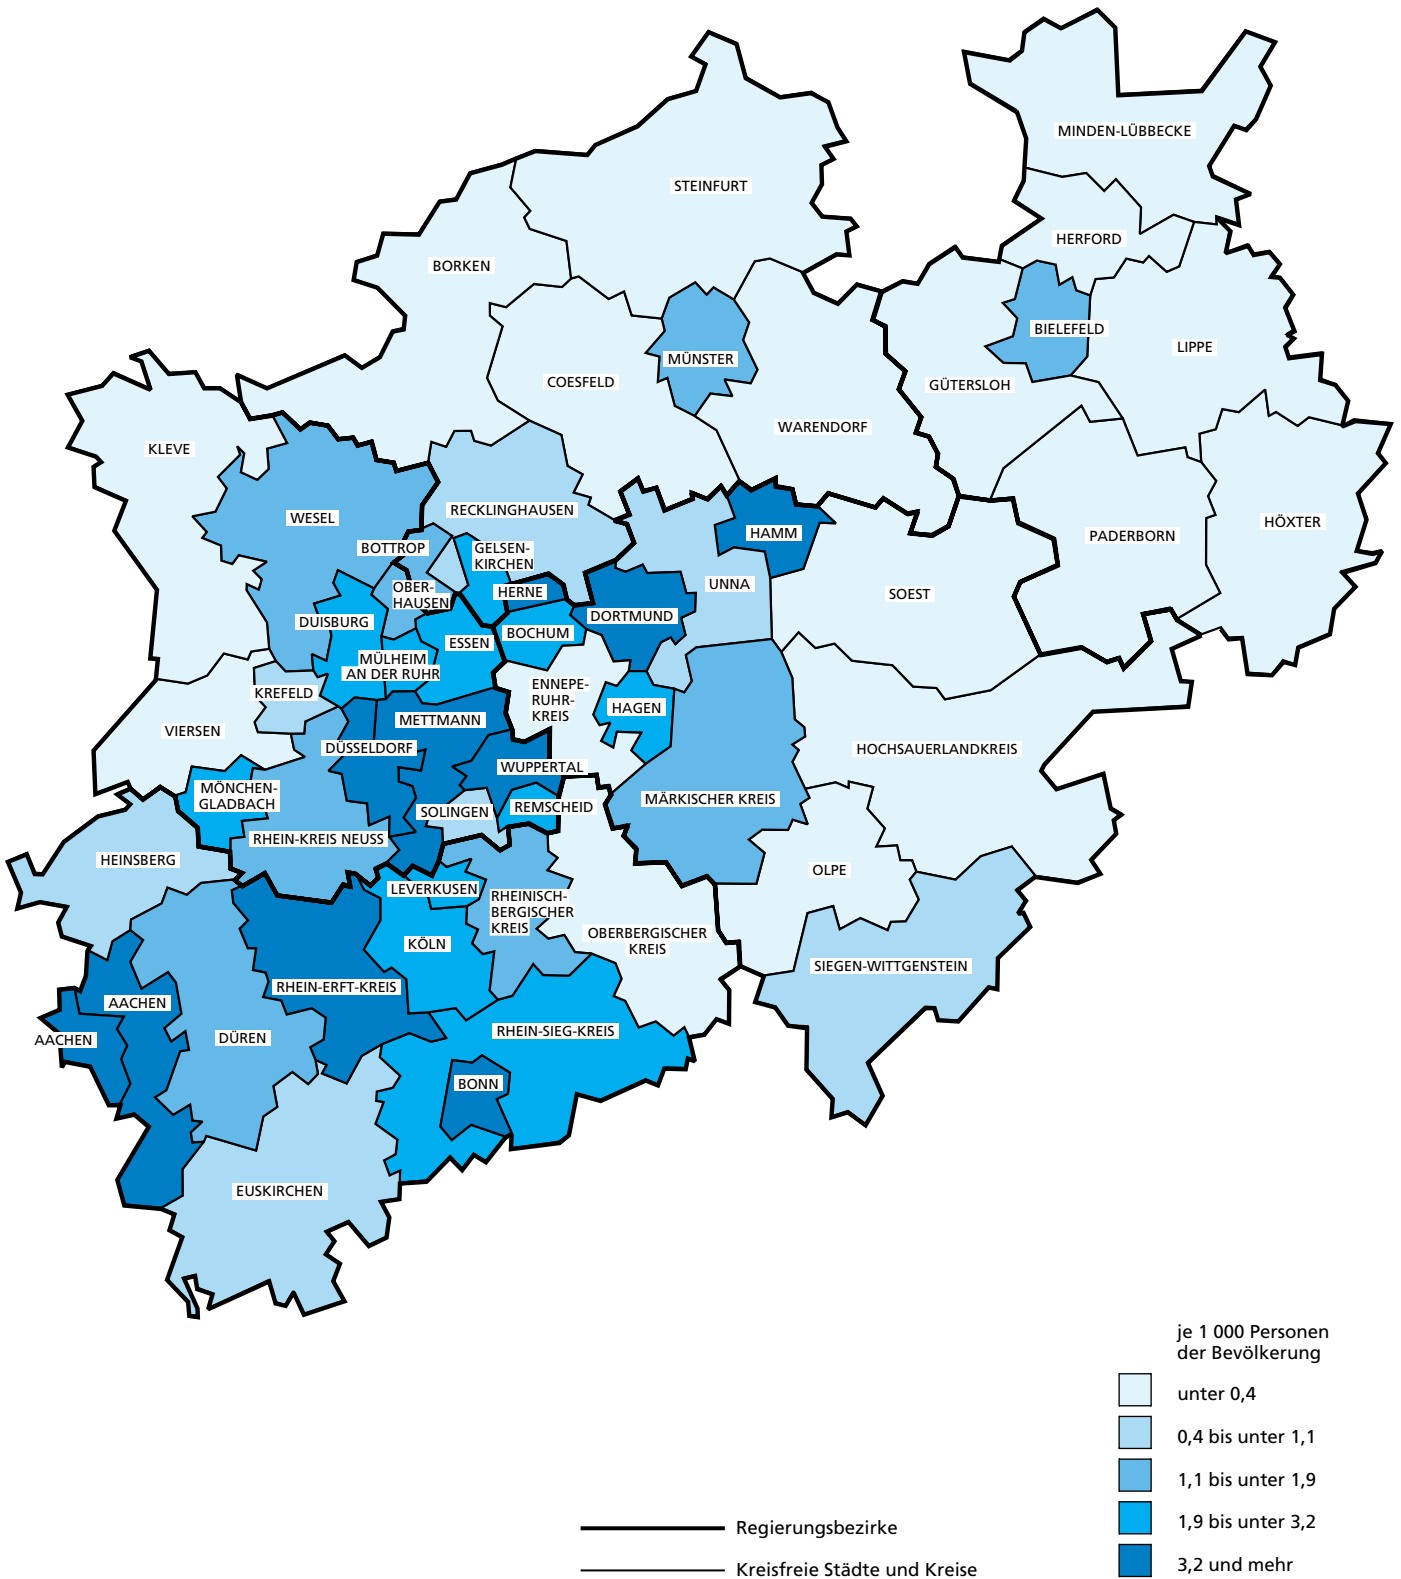 MINDEN-LÜBBECKE
STEINFURT
HERFORD
BORKEN
BIELEFELD
LIPPE
MÜNSTER
COESFELD
GÜTERSLOH
WARENDORF
KLEVE
RECKLINGHAUSEN
WESEL
HÖXTER
HAMM
PADERBORN
BOTTROP
GELSEN-
KIRCHEN
UNNA
OBER-
HAUSEN
HERNE
SOEST
DUISBURG
DORTMUND
BOCHUM
ESSEN
MÜLHEIM
AN DER RUHR
KREFELD
ENNEPE-
RUHR-
KREIS
HAGEN
METTMANN
VIERSEN
DÜSSELDORF
HOCHSAUERLANDKREIS
WUPPERTAL
MÖNCHEN-
GLADBACH
MÄRKISCHER KREIS
REMSCHEID
SOLINGEN
RHEIN-KREIS NEUSS
HEINSBERG
OLPE
LEVERKUSEN
RHEINISCH-
BERGISCHER
KREIS
OBERBERGISCHER
KREIS
KÖLN
SIEGEN-WITTGENSTEIN
RHEIN-ERFT-KREIS
AACHEN
RHEIN-SIEG-KREIS
AACHEN
DÜREN
BONN
EUSKIRCHEN
je 1 000 Personen
der Bevölkerung
unter 0,4
0,4 bis unter 1,1
1,1 bis unter 1,9
1,9 bis unter 3,2
3,2 und mehr
Regierungsbezirke
Kreisfreie Städte und Kreise